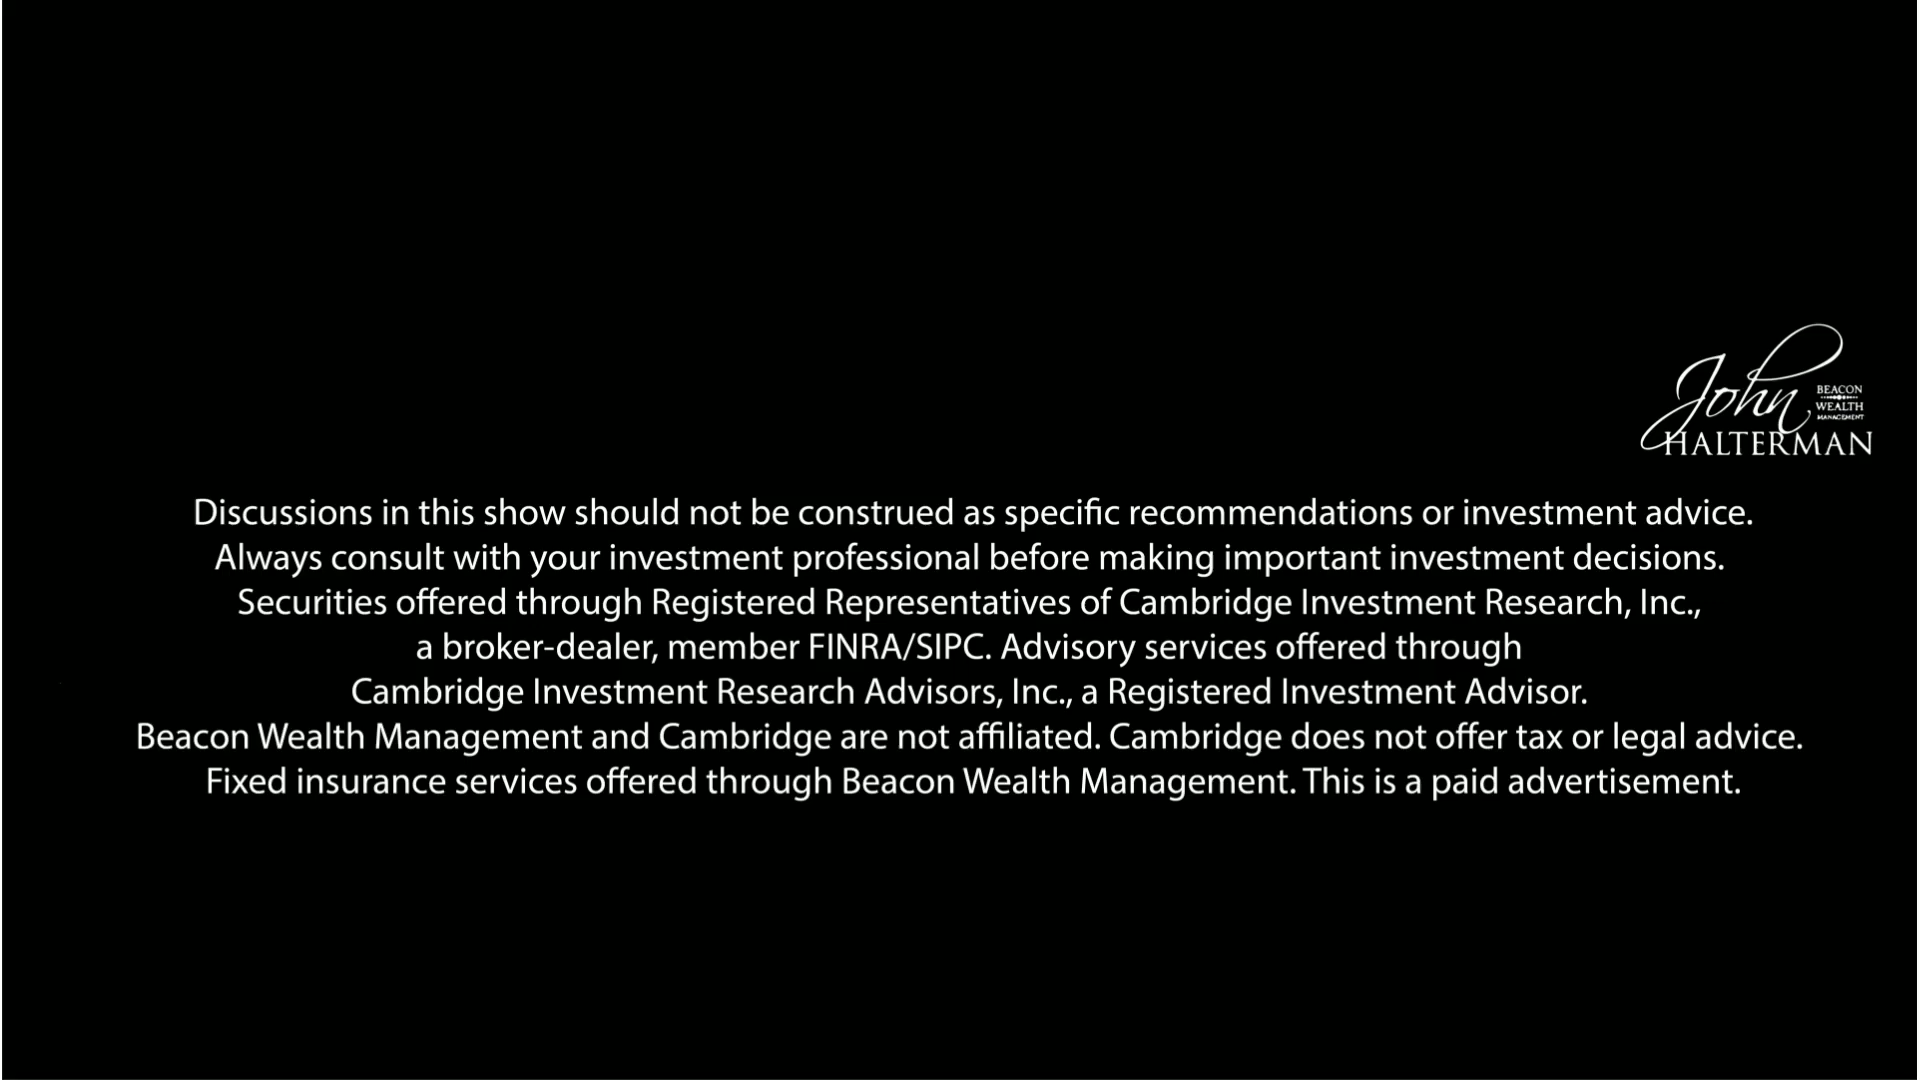 John
BEACON
WEALTH
MANAGEMENT
HALTERMAN
Discussions in this show should not be construed as specific recommendations or investment advice.
Always consult with your investment professional before making important investment decisions.
Securities offered through Registered Representatives of Cambridge Investment Research, Inc.,
a broker-dealer, member FINRA/SIPC. Advisory services offered through
Cambridge Investment Research Advisors, Inc., a Registered Investment Advisor.
Beacon Wealth Management and Cambridge are not affiliated. Cambridge does not offer tax or legal advice.
Fixed insurance services offered through Beacon Wealth Management. This is a paid advertisement.